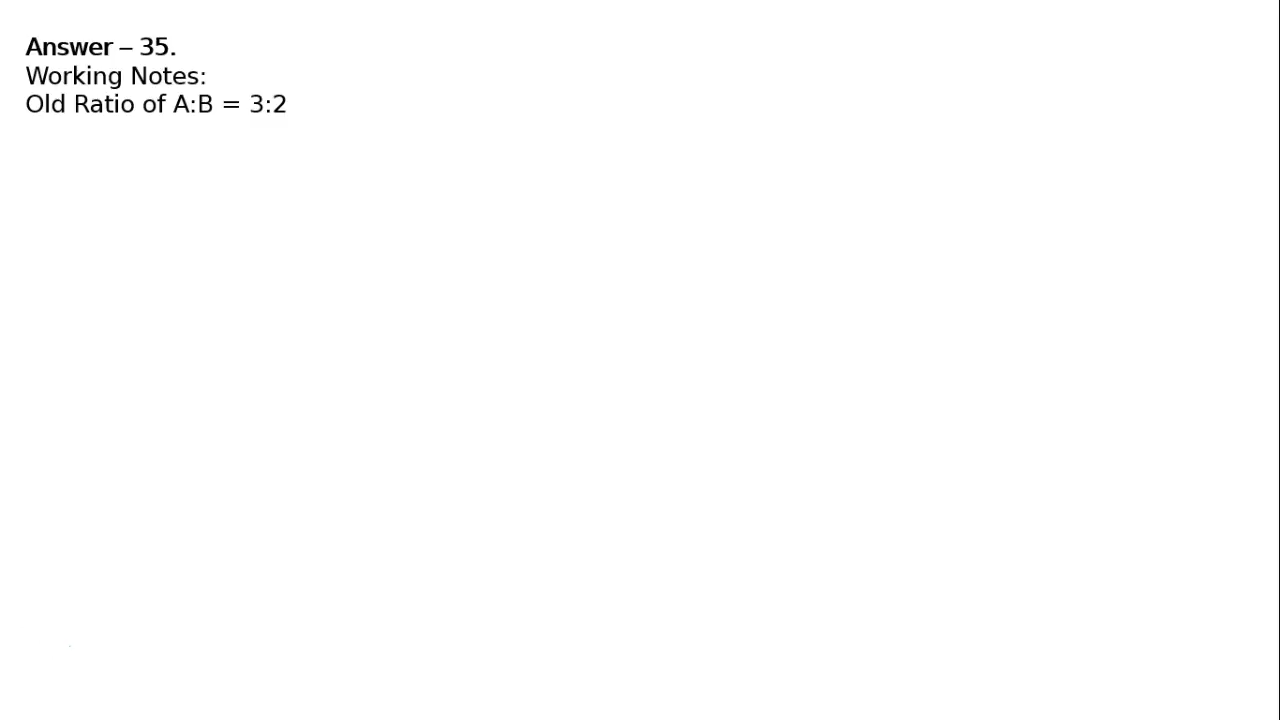 Answer – 35.
Working Notes:
Old Ratio of A:B = 3:2